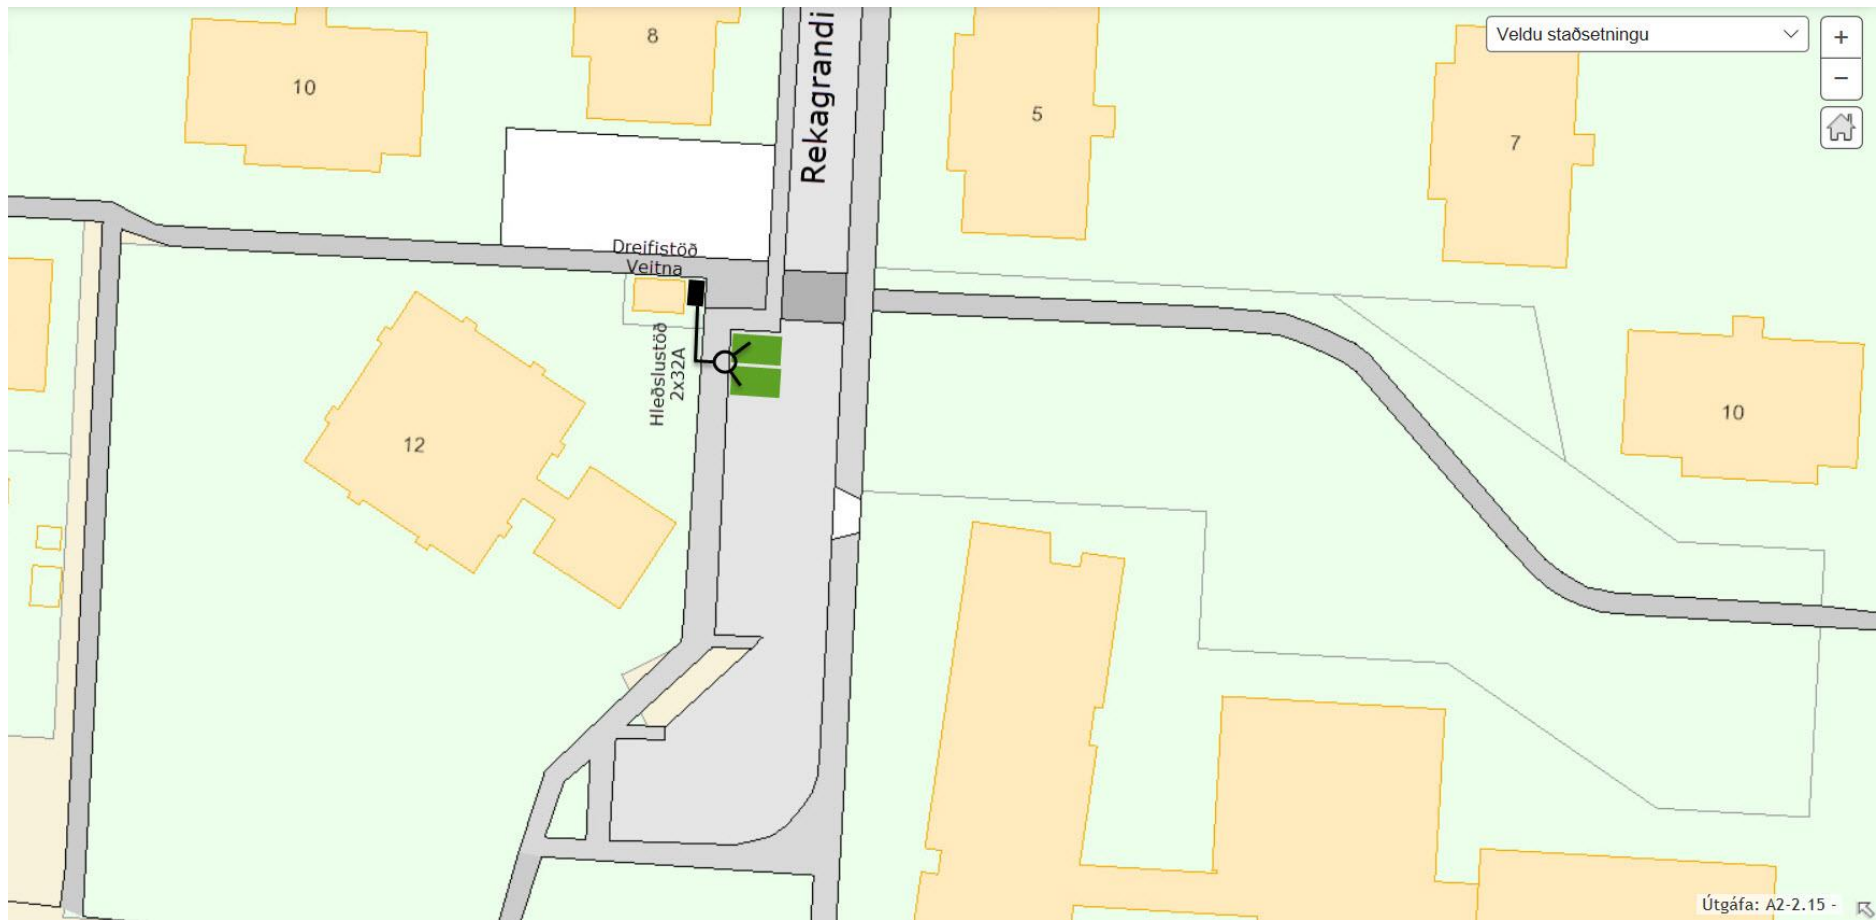 Rekagrandi
Veldu staðsetningu
+
−
10
8
5
7
Dreifistöð
Veitna
Hleðslustöð
2x32A
12
10
Útgáfa: A2-2.15 -